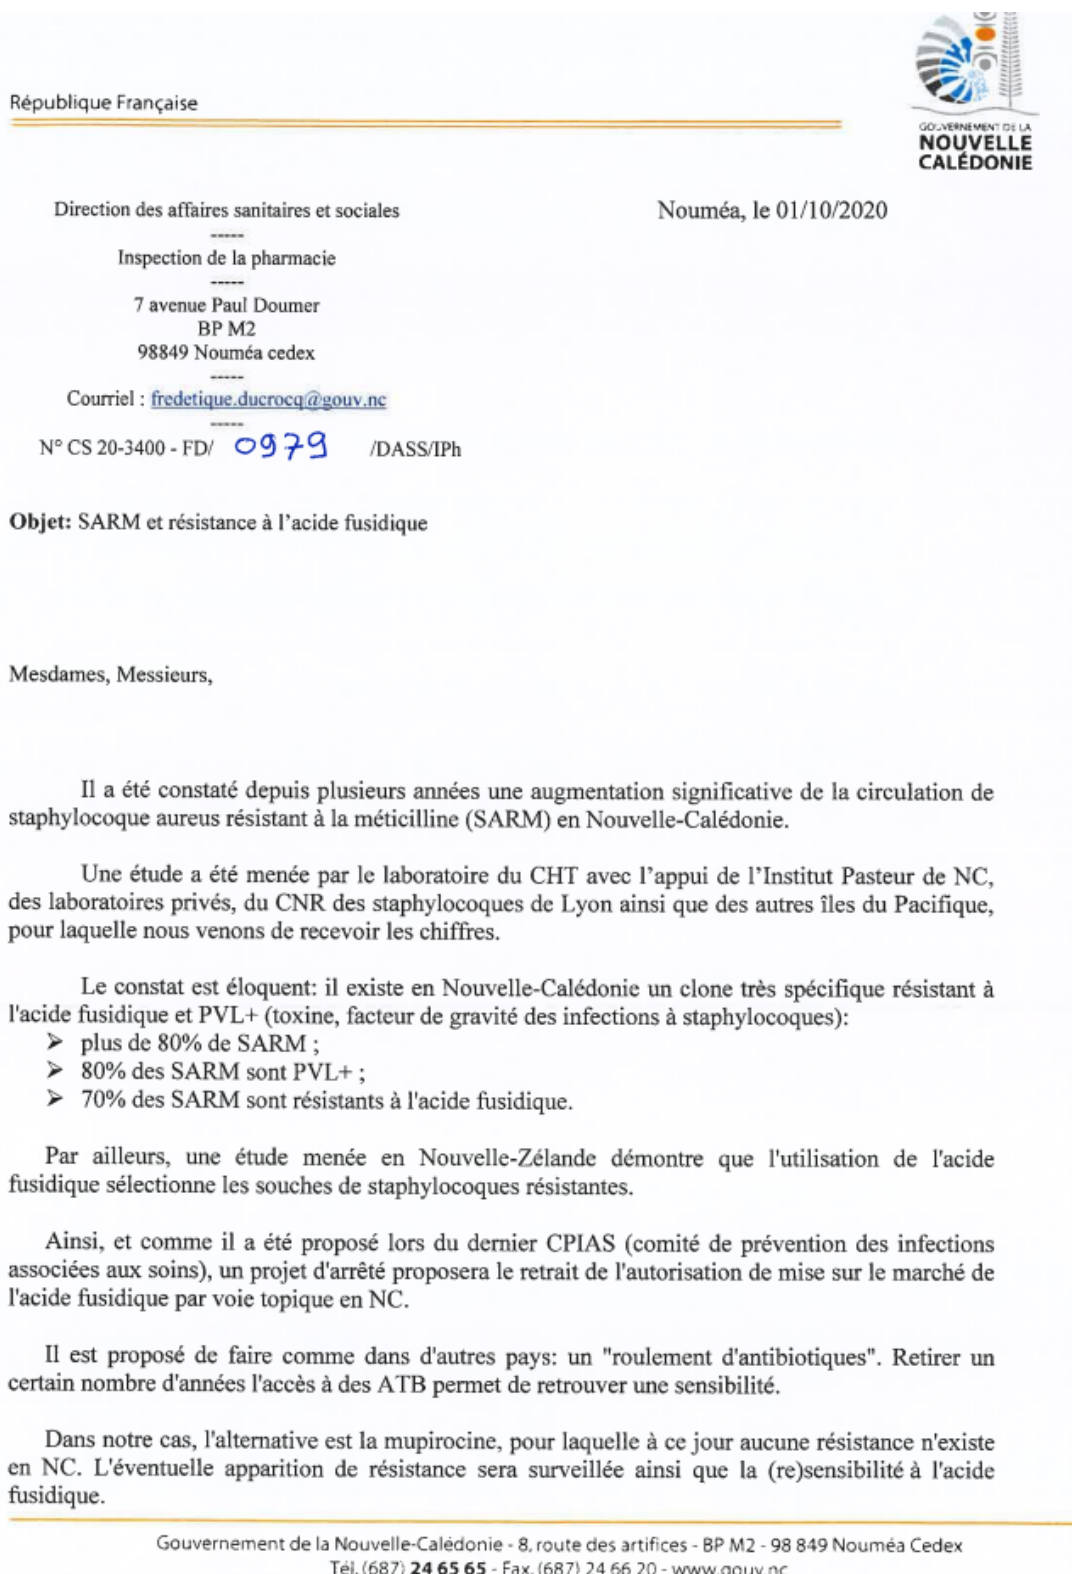 République Française
GOUVERNEMENT DE LA
NOUVELLE
CALÉDONIE
Direction des affaires sanitaires et sociales
-----
Inspection de la pharmacie
-----
7 avenue Paul Doumer
BP M2
98849 Nouméa cedex
-----
Courriel : fredetique.ducrocq@gouv.nc
-----
N° CS 20-3400 - FD/ 0979 /DASS/IPh
Nouméa, le 01/10/2020
Objet: SARM et résistance à l'acide fusidique
Mesdames, Messieurs,
Il a été constaté depuis plusieurs années une augmentation significative de la circulation de
staphylocoque aureus résistant à la méticilline (SARM) en Nouvelle-Calédonie.
Une étude a été menée par le laboratoire du CHT avec l'appui de l'Institut Pasteur de NC,
des laboratoires privés, du CNR des staphylocoques de Lyon ainsi que des autres îles du Pacifique,
pour laquelle nous venons de recevoir les chiffres.
Le constat est éloquent: il existe en Nouvelle-Calédonie un clone très spécifique résistant à
l'acide fusidique et PVL+ (toxine, facteur de gravité des infections à staphylocoques):
➢ plus de 80% de SARM ;
➢ 80% des SARM sont PVL+ ;
➢ 70% des SARM sont résistants à l'acide fusidique.
Par ailleurs, une étude menée en Nouvelle-Zélande démontre que l'utilisation de l'acide
fusidique sélectionne les souches de staphylocoques résistantes.
Ainsi, et comme il a été proposé lors du dernier CPIAS (comité de prévention des infections
associées aux soins), un projet d'arrêté proposera le retrait de l'autorisation de mise sur le marché de
l'acide fusidique par voie topique en NC.
Il est proposé de faire comme dans d'autres pays: un "roulement d'antibiotiques". Retirer un
certain nombre d'années l'accès à des ATB permet de retrouver une sensibilité.
Dans notre cas, l'alternative est la mupirocine, pour laquelle à ce jour aucune résistance n'existe
en NC. L'éventuelle apparition de résistance sera surveillée ainsi que la (re)sensibilité à l'acide
fusidique.
Gouvernement de la Nouvelle-Calédonie - 8, route des artifices - BP M2 - 98 849 Nouméa Cedex
Tél. (687) 24 65 65 - Fax. (687) 24 66 20 - www.gouv.nc